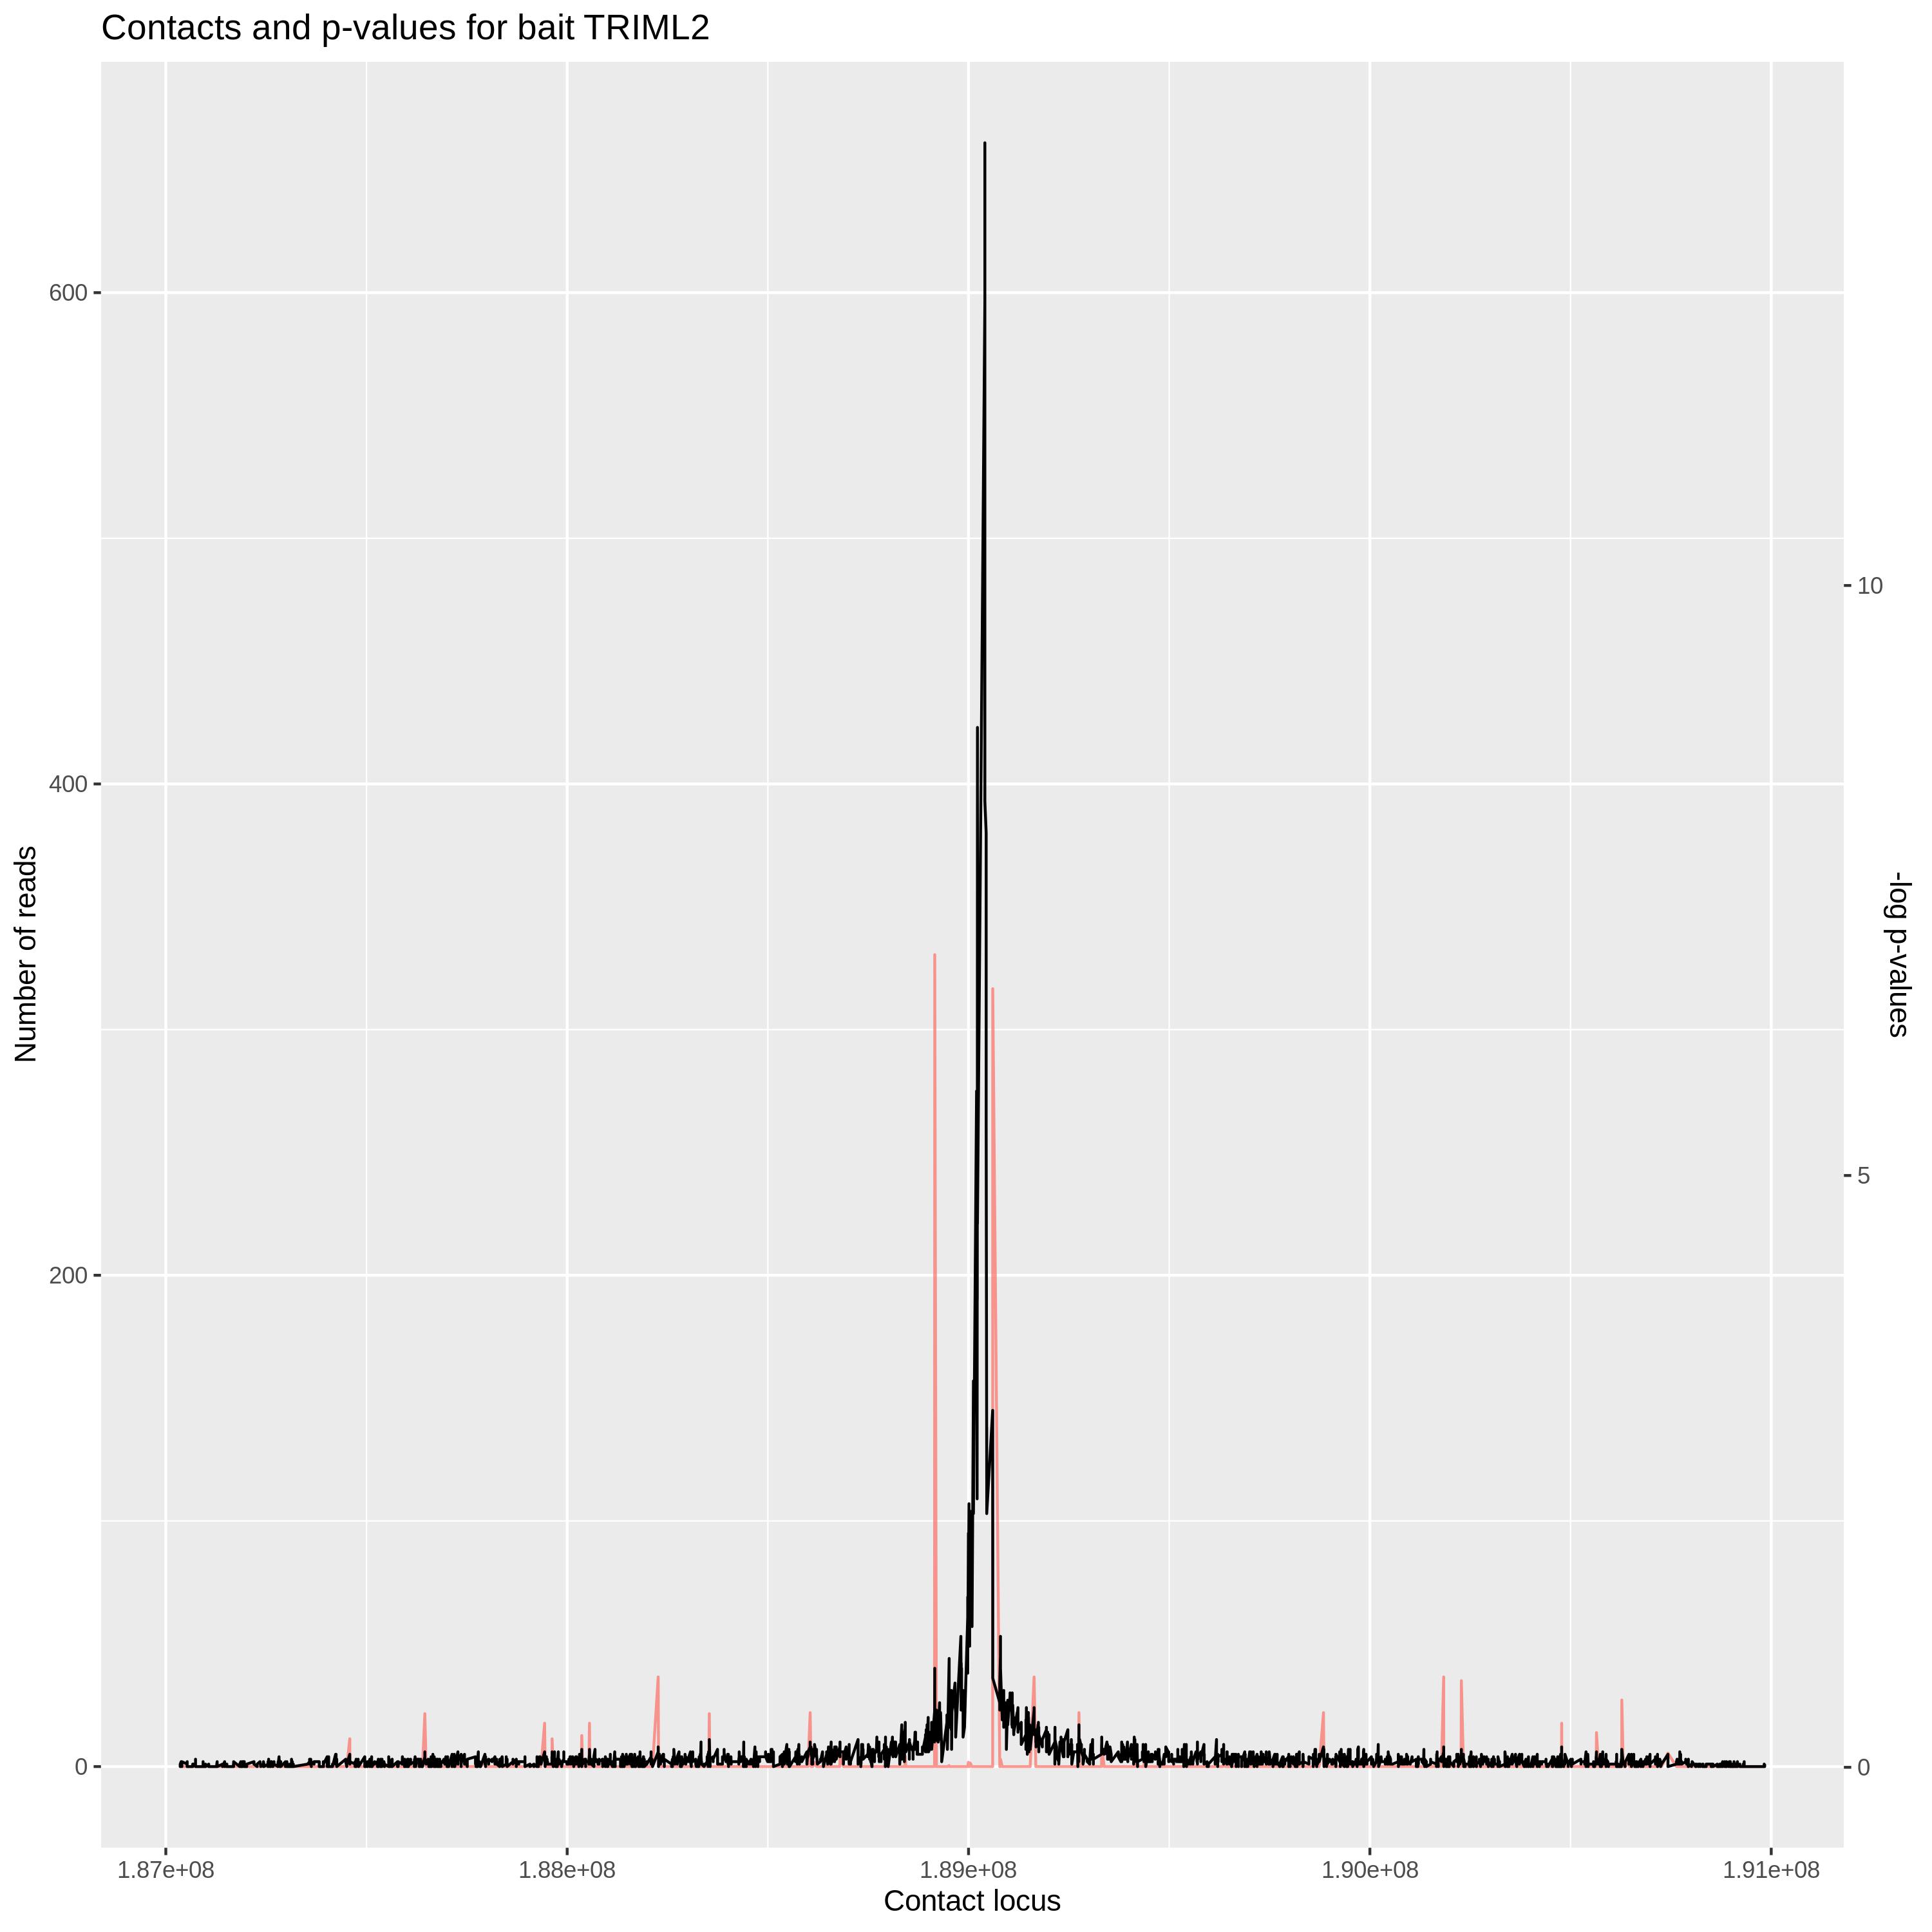 Contacts and p-values for bait TRIML2
600
400
200
0
Number of reads
10
5
0
-log p-values
1.87e+08
1.88e+08
1.89e+08
1.90e+08
1.91e+08
Contact locus